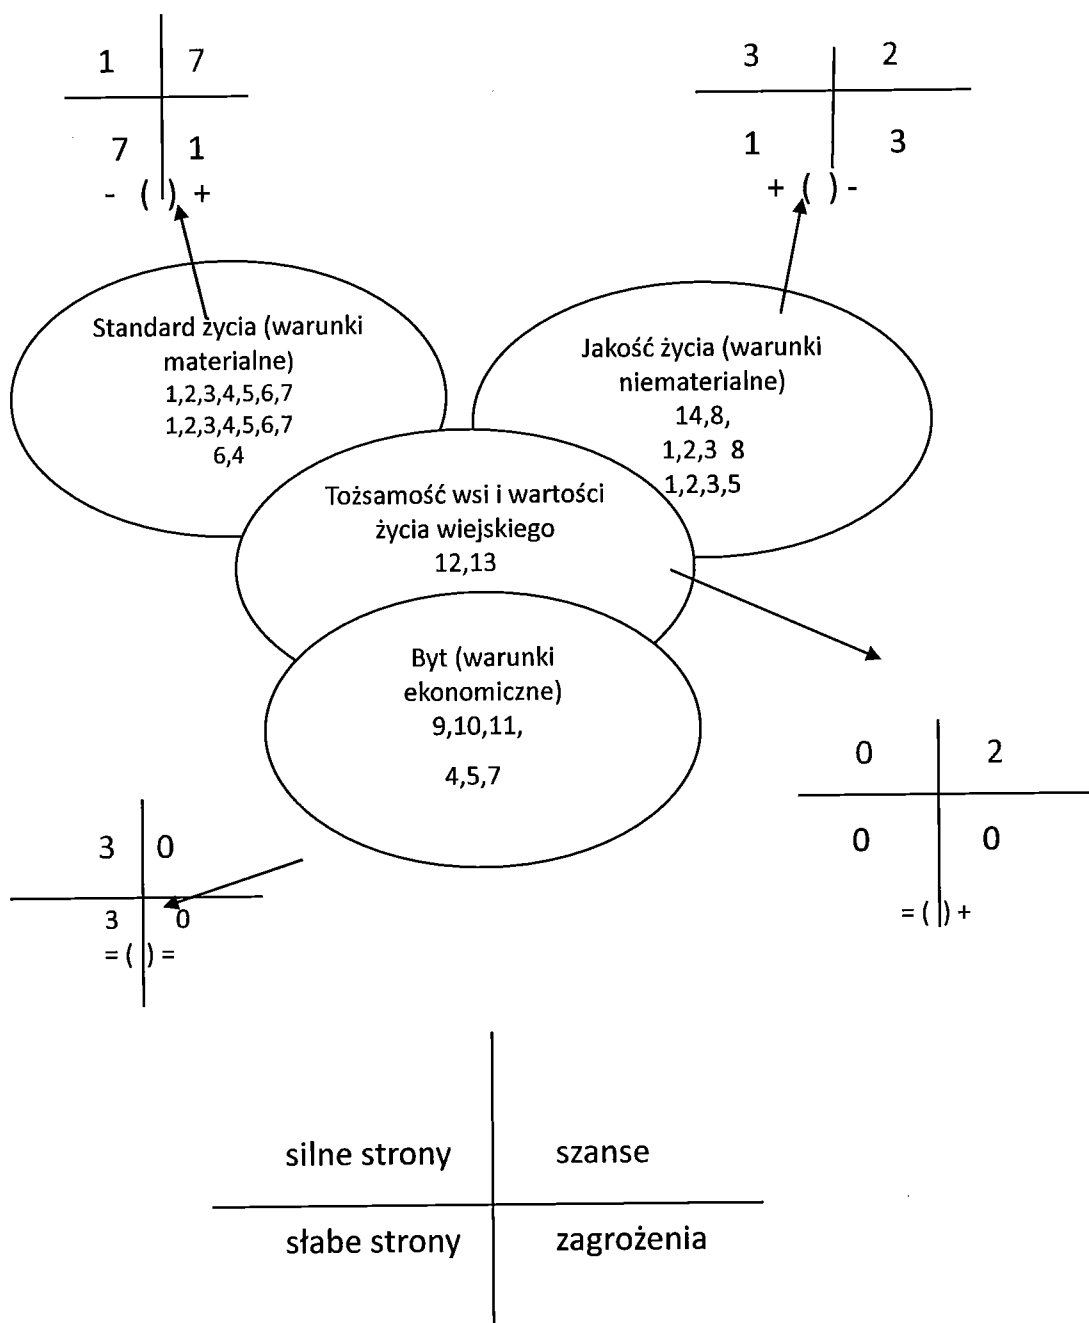 1 7
7 1
- ( ) +
3 2
1 3
+ ( ) -
Standard życia (warunki
materialne)
1,2,3,4,5,6,7
1,2,3,4,5,6,7
6,4
Jakość życia (warunki
niematerialne)
14,8,
1,2,3 8
1,2,3,5
Tożsamość wsi i wartości
życia wiejskiego
12,13
Byt (warunki
ekonomiczne)
9,10,11,
4,5,7
0 2
0 0
= ( ) +
3 0
3 0
= ( ) =
silne strony szanse
słabe strony zagrożenia